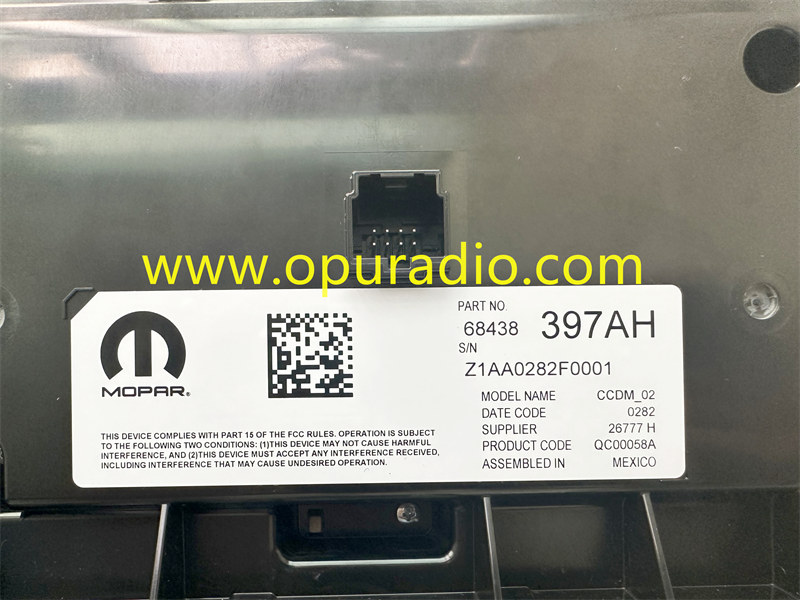 www.opuradio.com
PART NO.
68438 397AH
S/N
Z1AA0282F0001
MOPAR®
MODEL NAME CCDM_02
DATE CODE 0282
SUPPLIER 26777 H
PRODUCT CODE QC00058A
ASSEMBLED IN MEXICO
THIS DEVICE COMPLIES WITH PART 15 OF THE FCC RULES. OPERATION IS SUBJECT
TO THE FOLLOWING TWO CONDITIONS: (1)THIS DEVICE MAY NOT CAUSE HARMFUL
INTERFERENCE, AND (2)THIS DEVICE MUST ACCEPT ANY INTERFERENCE RECEIVED,
INCLUDING INTERFERENCE THAT MAY CAUSE UNDESIRED OPERATION.